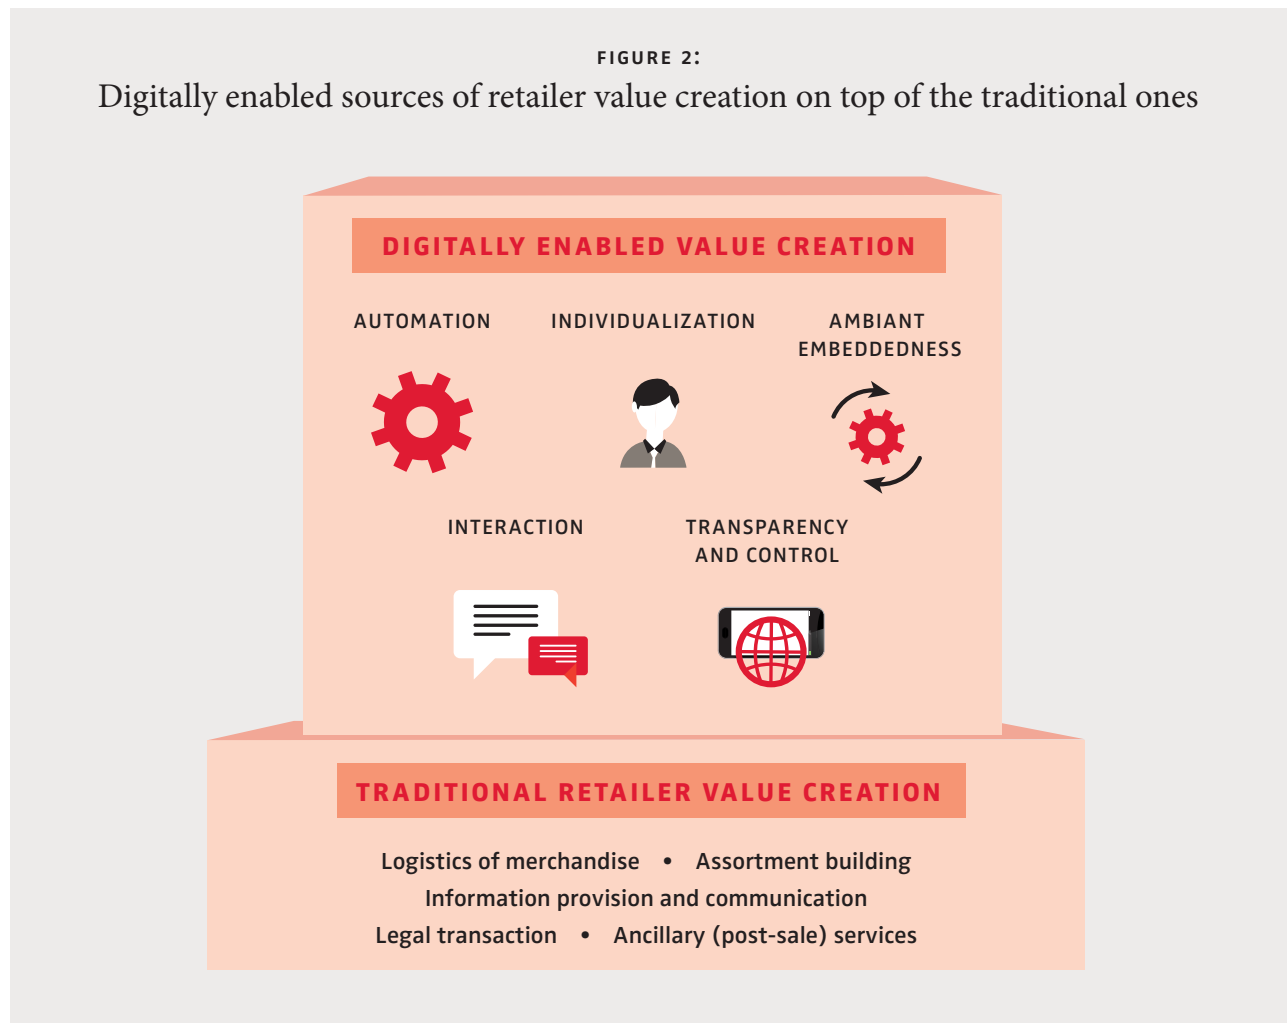 FIGURE 2:
Digitally enabled sources of retailer value creation on top of the traditional ones
DIGITALLY ENABLED VALUE CREATION
AUTOMATION
INDIVIDUALIZATION
AMBIANT
EMBEDDEDNESS
INTERACTION
TRANSPARENCY
AND CONTROL
TRADITIONAL RETAILER VALUE CREATION
Logistics of merchandise • Assortment building
Information provision and communication
Legal transaction • Ancillary (post-sale) services